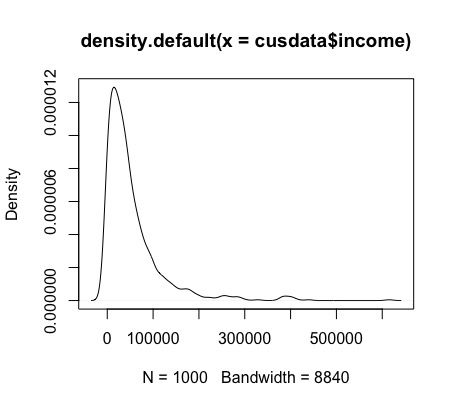 density.default(x = cusdata$income)
Density
0.000012
0.000006
0.000000
0 100000 300000 500000
N = 1000 Bandwidth = 8840